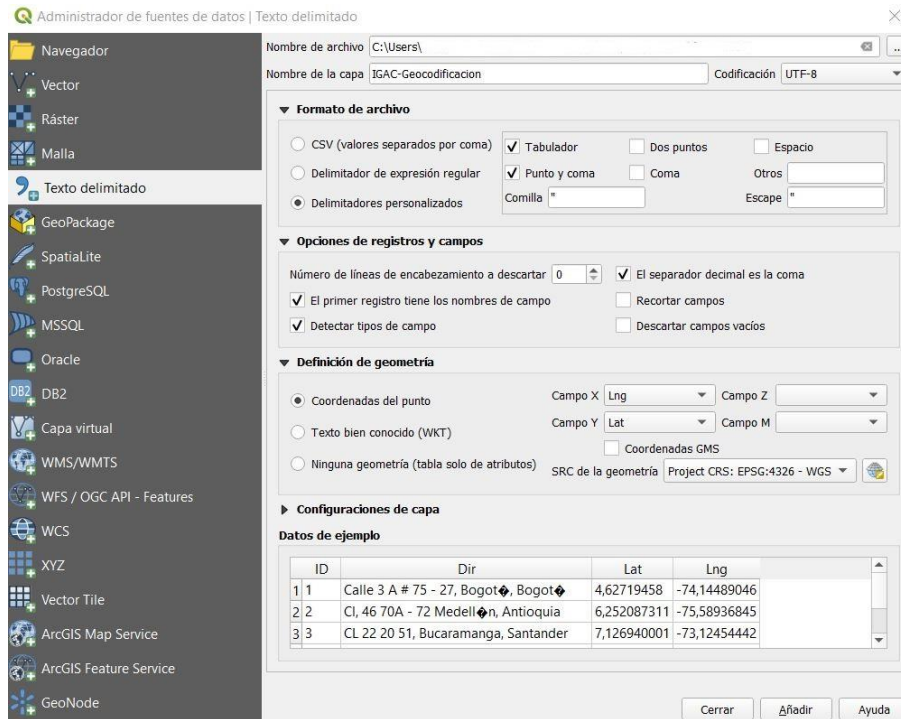 Administrador de fuentes de datos | Texto delimitado
Navegador
Vector
Ráster
Malla
Texto delimitado
GeoPackage
SpatiaLite
PostgreSQL
MSSQL
Oracle
DB2 DB2
Capa virtual
WMS/WMTS
WFS / OGC API - Features
WCS
XYZ
Vector Tile
ArcGIS Map Service
ArcGIS Feature Service
GeoNode
Nombre de archivo C:\Users\ ...
Nombre de la capa IGAC-Geocodificacion Codificación UTF-8
Formato de archivo
CSV (valores separados por coma) Tabulador Dos puntos Espacio
Delimitador de expresión regular Punto y coma Coma Otros
Delimitadores personalizados Comilla " Escape "
Opciones de registros y campos
Número de líneas de encabezamiento a descartar 0 El separador decimal es la coma
El primer registro tiene los nombres de campo Recortar campos
Detectar tipos de campo Descartar campos vacíos
Definición de geometría
Coordenadas del punto Campo X Lng Campo Z
Campo Y Lat Campo M
Texto bien conocido (WKT) Coordenadas GMS
Ninguna geometría (tabla solo de atributos) SRC de la geometría Project CRS: EPSG:4326 - WGS
Configuraciones de capa
Datos de ejemplo
ID Dir Lat Lng
1 1 Calle 3 A # 75 - 27, Bogot�, Bogot� 4,62719458 -74,14489046
2 2 Cl, 46 70A - 72 Medell�n, Antioquia 6,252087311 -75,58936845
3 3 CL 22 20 51, Bucaramanga, Santander 7,126940001 -73,12454442
Cerrar Añadir Ayuda